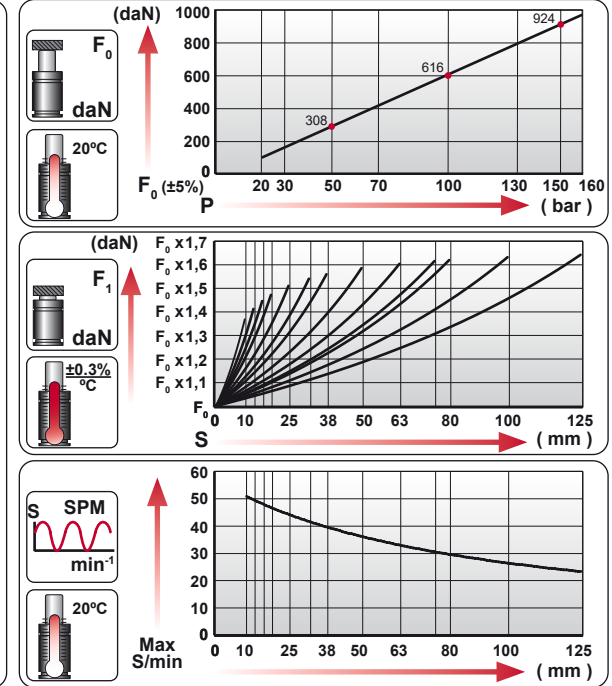 (daN)
F₀
daN
20ºC
1000
800
600
400
200
0
308
616
924
F₀ (±5%)
20 30 50 70 100 130 150 160
P
( bar )
(daN)
F₁
daN
±0.3%
ºC
F₀ x1,7
F₀ x1,6
F₀ x1,5
F₀ x1,4
F₀ x1,3
F₀ x1,2
F₀ x1,1
F₀
0 10 25 38 50 63 80 100 125
S
( mm )
S SPM
min⁻¹
20ºC
60
50
40
30
20
10
0
Max
S/min
0 10 25 38 50 63 80 100 125
( mm )